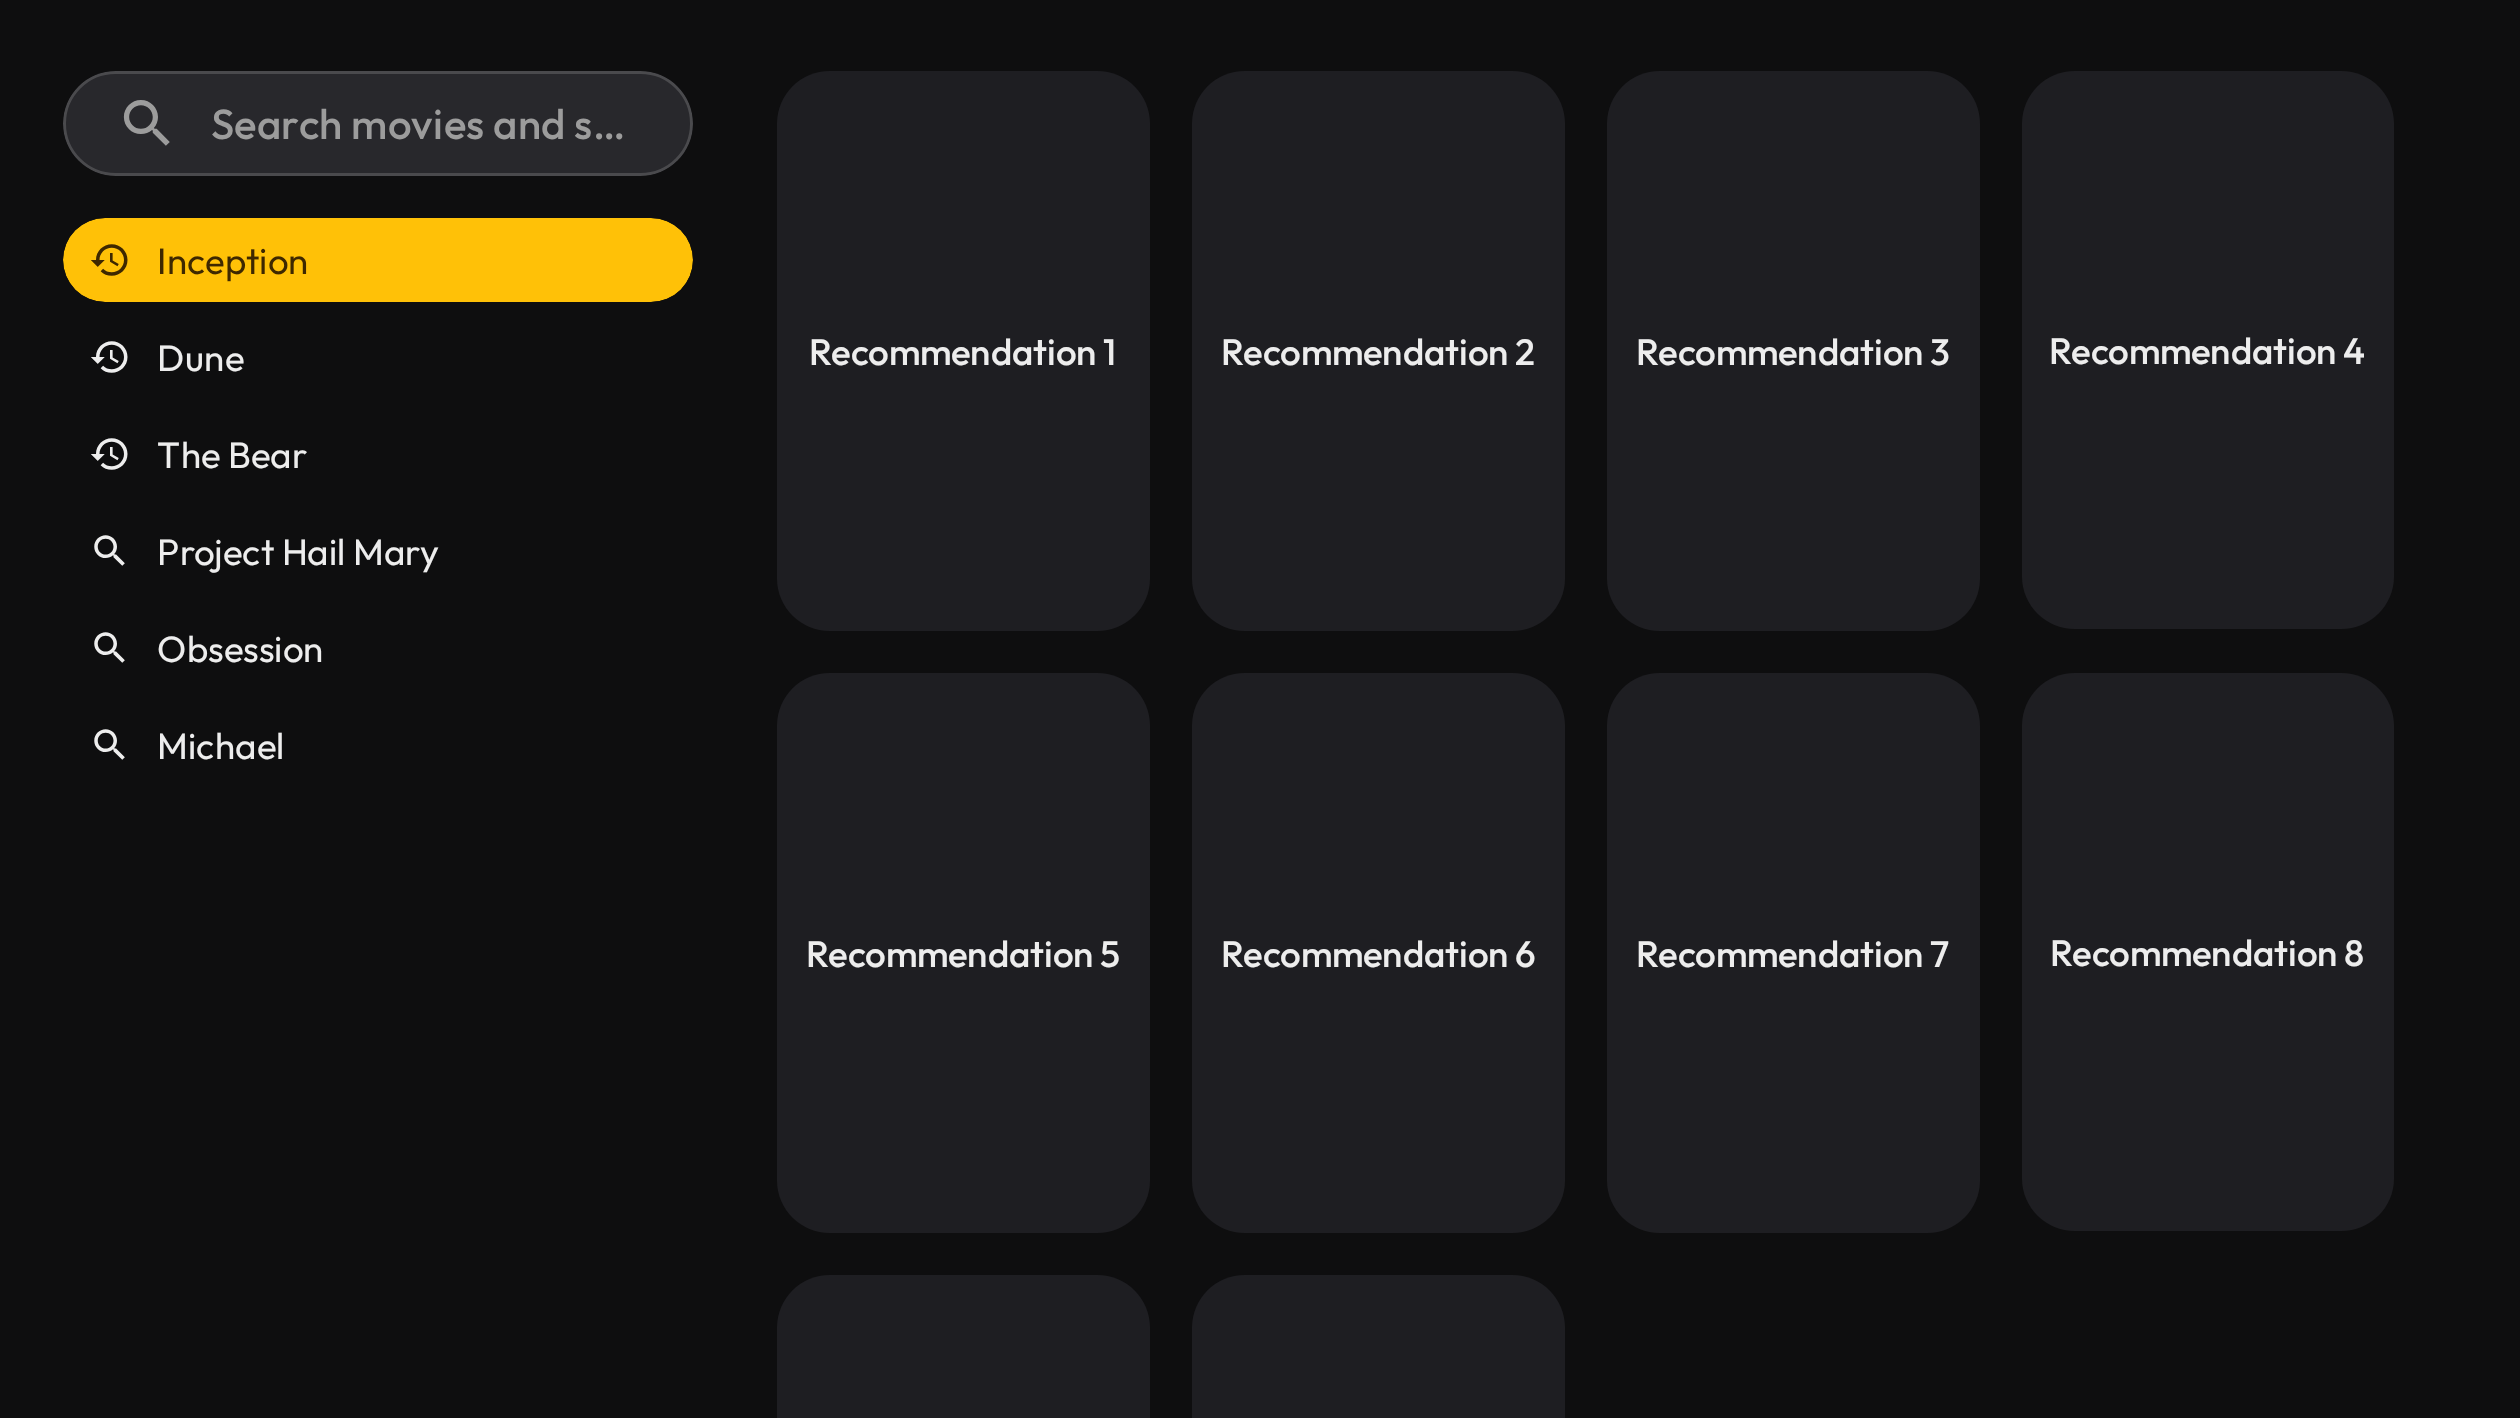 Search movies and s...
Inception
Dune
The Bear
Project Hail Mary
Obsession
Michael
Recommendation 1
Recommendation 2
Recommendation 3
Recommendation 4
Recommendation 5
Recommendation 6
Recommendation 7
Recommendation 8